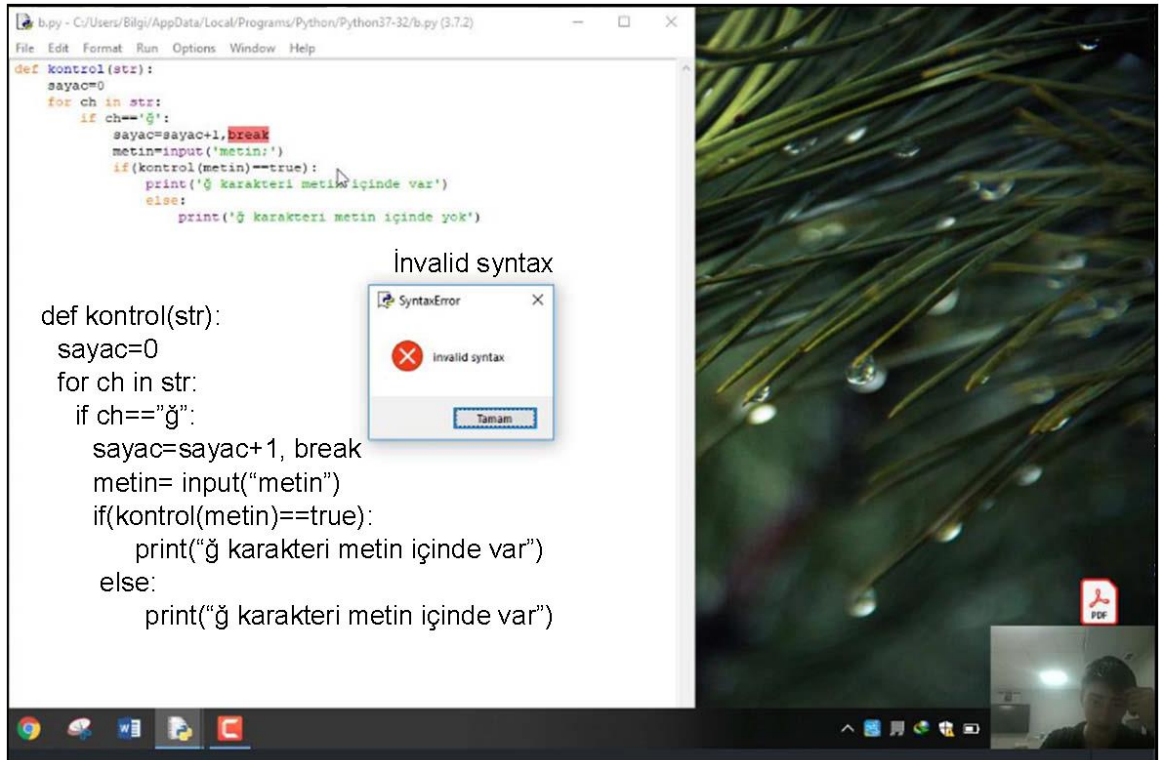 b.py - C:/Users/Bilgi/AppData/Local/Programs/Python/Python37-32/b.py (3.7.2)
File Edit Format Run Options Window Help
def kontrol(str):
sayac=0
for ch in str:
if ch=='ğ':
sayac=sayac+1,break
metin=input('metin:')
if(kontrol(metin)==true):
print('ğ karakteri metin içinde var')
else:
print('ğ karakteri metin içinde yok')
İnvalid syntax
SyntaxError
invalid syntax
Tamam
def kontrol(str):
sayac=0
for ch in str:
if ch==”ğ”:
sayac=sayac+1, break
metin= input(“metin”)
if(kontrol(metin)==true):
print(“ğ karakteri metin içinde var”)
else:
print(“ğ karakteri metin içinde var”)
PDF